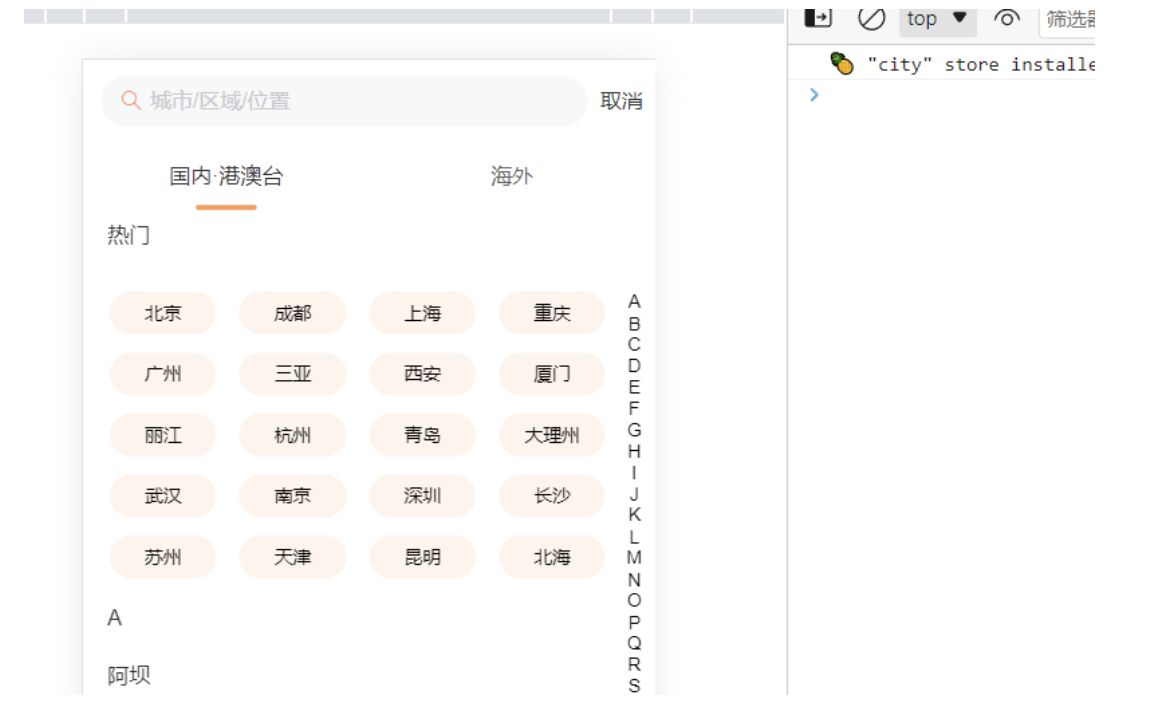 top ▼ 筛选器
"city" store installe
城市/区域/位置 取消
国内·港澳台 海外
热门
北京 成都 上海 重庆
广州 三亚 西安 厦门
丽江 杭州 青岛 大理州
武汉 南京 深圳 长沙
苏州 天津 昆明 北海
A
阿坝
A
B
C
D
E
F
G
H
I
J
K
L
M
N
O
P
Q
R
S